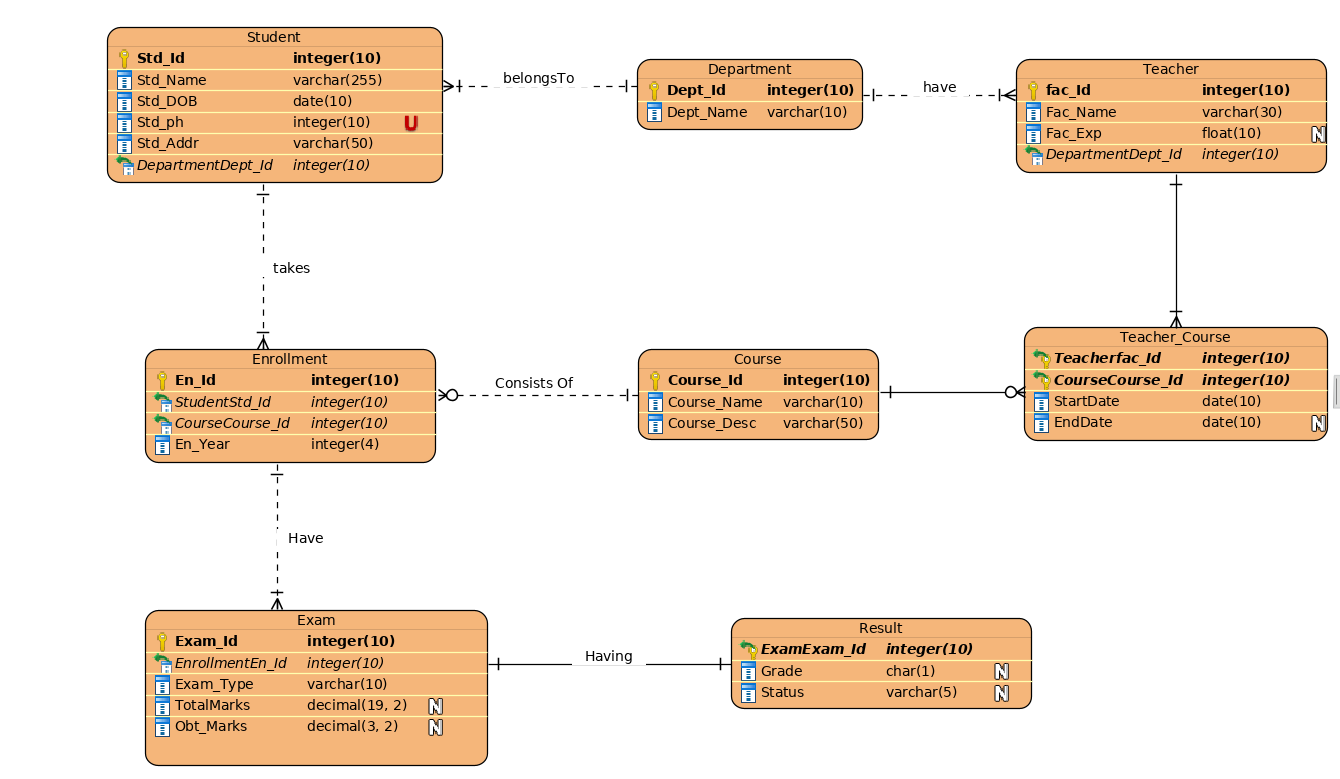 Student
Std_Id integer(10)
Std_Name varchar(255)
Std_DOB date(10)
Std_ph integer(10) U
Std_Addr varchar(50)
DepartmentDept_Id integer(10)
belongsTo
Department
Dept_Id integer(10)
Dept_Name varchar(10)
have
Teacher
fac_Id integer(10)
Fac_Name varchar(30)
Fac_Exp float(10) N
DepartmentDept_Id integer(10)
takes
Enrollment
En_Id integer(10)
StudentStd_Id integer(10)
CourseCourse_Id integer(10)
En_Year integer(4)
Consists Of
Course
Course_Id integer(10)
Course_Name varchar(10)
Course_Desc varchar(50)
Teacher_Course
Teacherfac_Id integer(10)
CourseCourse_Id integer(10)
StartDate date(10)
EndDate date(10) N
Have
Exam
Exam_Id integer(10)
EnrollmentEn_Id integer(10)
Exam_Type varchar(10)
TotalMarks decimal(19, 2) N
Obt_Marks decimal(3, 2) N
Having
Result
ExamExam_Id integer(10)
Grade char(1) N
Status varchar(5) N